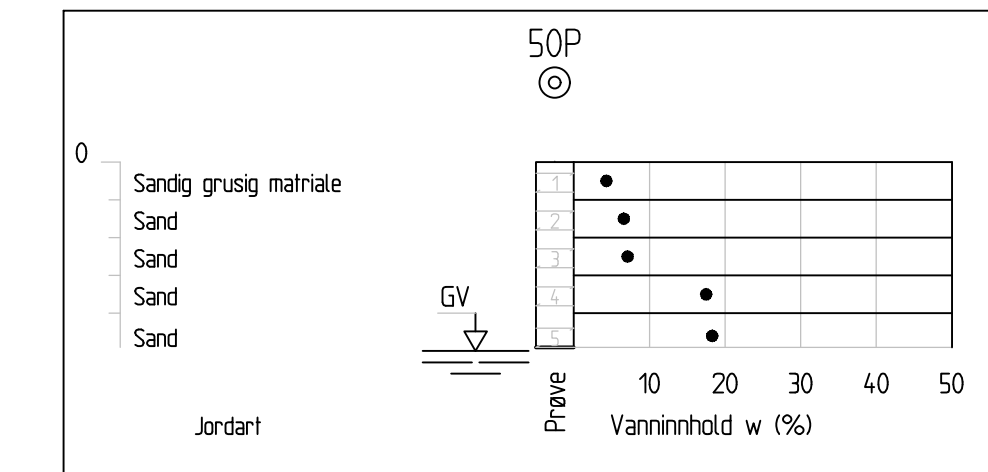 50P
0
Sandig grusig matriale 1
Sand 2
Sand 3
Sand 4
GV
Sand 5
Prøve 10 20 30 40 50
Jordart Vanninnhold w (%)